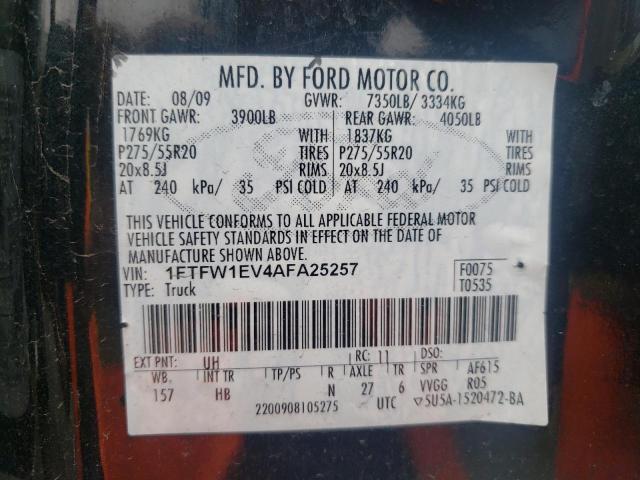 MFD. BY FORD MOTOR CO.
DATE: 08/09 GVWR: 7350LB/ 3334KG
FRONT GAWR: 3900LB REAR GAWR: 4050LB
1769KG WITH 1837KG WITH
P275/55R20 TIRES P275/55R20 TIRES
20x8.5J RIMS 20x8.5J RIMS
AT 240 kPa/ 35 PSI COLD AT 240 kPa/ 35 PSI COLD
THIS VEHICLE CONFORMS TO ALL APPLICABLE FEDERAL MOTOR
VEHICLE SAFETY STANDARDS IN EFFECT ON THE DATE OF
MANUFACTURE SHOWN ABOVE.
VIN: 1FTFW1EV4AFA25257 F0075
TYPE: Truck T0535
EXT PNT: UH RC: 11 DSO:
WB INT TR TP/PS R AXLE TR SPR AF615
157 HB N 27 6 VVGG R05
2200908105275 UTC 5U5A-1520472-BA